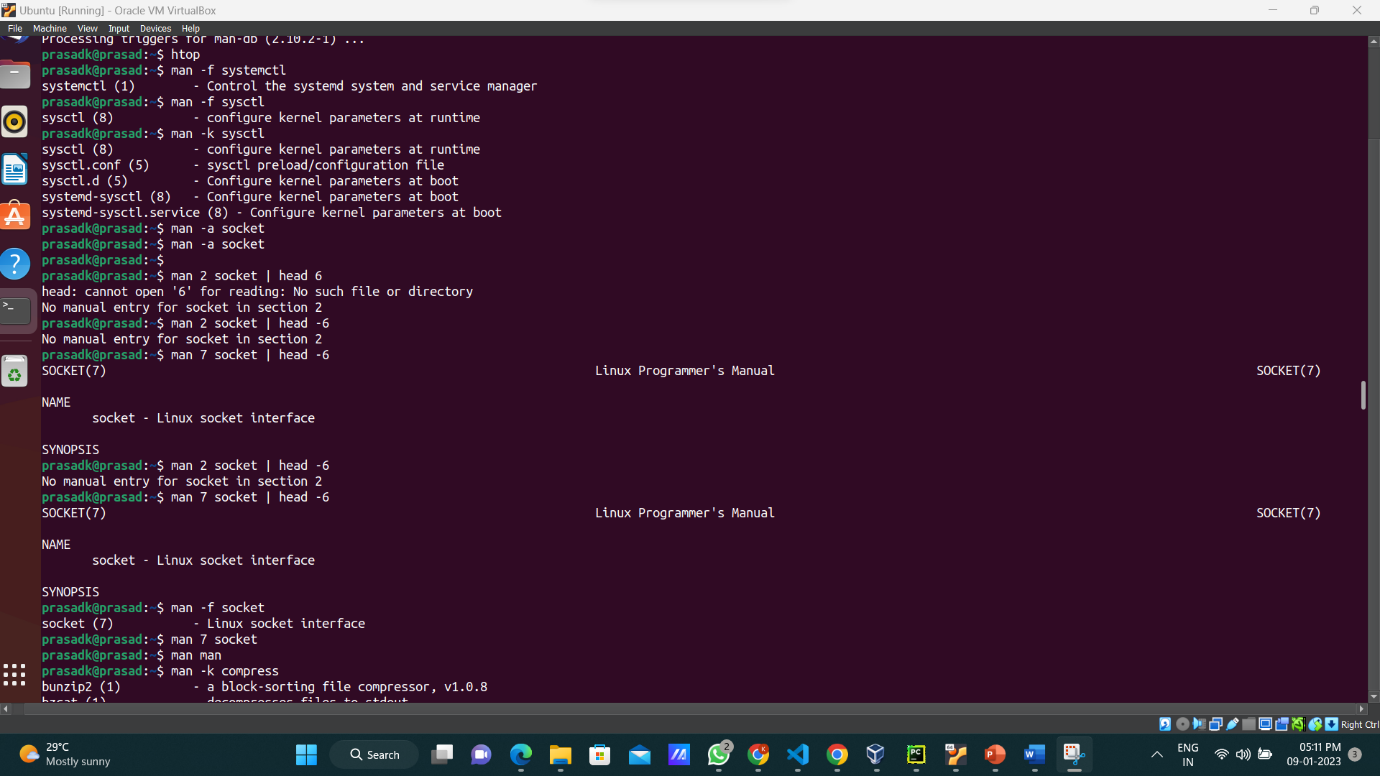 Ubuntu [Running] - Oracle VM VirtualBox
File Machine View Input Devices Help
Processing triggers for man-db (2.10.2-1) ...
prasadk@prasad:~$ htop
prasadk@prasad:~$ man -f systemctl
systemctl (1) - Control the systemd system and service manager
prasadk@prasad:~$ man -f sysctl
sysctl (8) - configure kernel parameters at runtime
prasadk@prasad:~$ man -k sysctl
sysctl (8) - configure kernel parameters at runtime
sysctl.conf (5) - sysctl preload/configuration file
sysctl.d (5) - Configure kernel parameters at boot
systemd-sysctl (8) - Configure kernel parameters at boot
systemd-sysctl.service (8) - Configure kernel parameters at boot
prasadk@prasad:~$ man -a socket
prasadk@prasad:~$ man -a socket
prasadk@prasad:~$
prasadk@prasad:~$ man 2 socket | head 6
head: cannot open '6' for reading: No such file or directory
No manual entry for socket in section 2
prasadk@prasad:~$ man 2 socket | head -6
No manual entry for socket in section 2
prasadk@prasad:~$ man 7 socket | head -6
SOCKET(7) Linux Programmer's Manual SOCKET(7)
NAME
socket - Linux socket interface
SYNOPSIS
prasadk@prasad:~$ man 2 socket | head -6
No manual entry for socket in section 2
prasadk@prasad:~$ man 7 socket | head -6
SOCKET(7) Linux Programmer's Manual SOCKET(7)
NAME
socket - Linux socket interface
SYNOPSIS
prasadk@prasad:~$ man -f socket
socket (7) - Linux socket interface
prasadk@prasad:~$ man 7 socket
prasadk@prasad:~$ man man
prasadk@prasad:~$ man -k compress
bunzip2 (1) - a block-sorting file compressor, v1.0.8
bzcat (1) - decompresses files to stdout
Right Ctrl
29°C
Mostly sunny
Search
2
ENG
IN
05:11 PM
09-01-2023
3